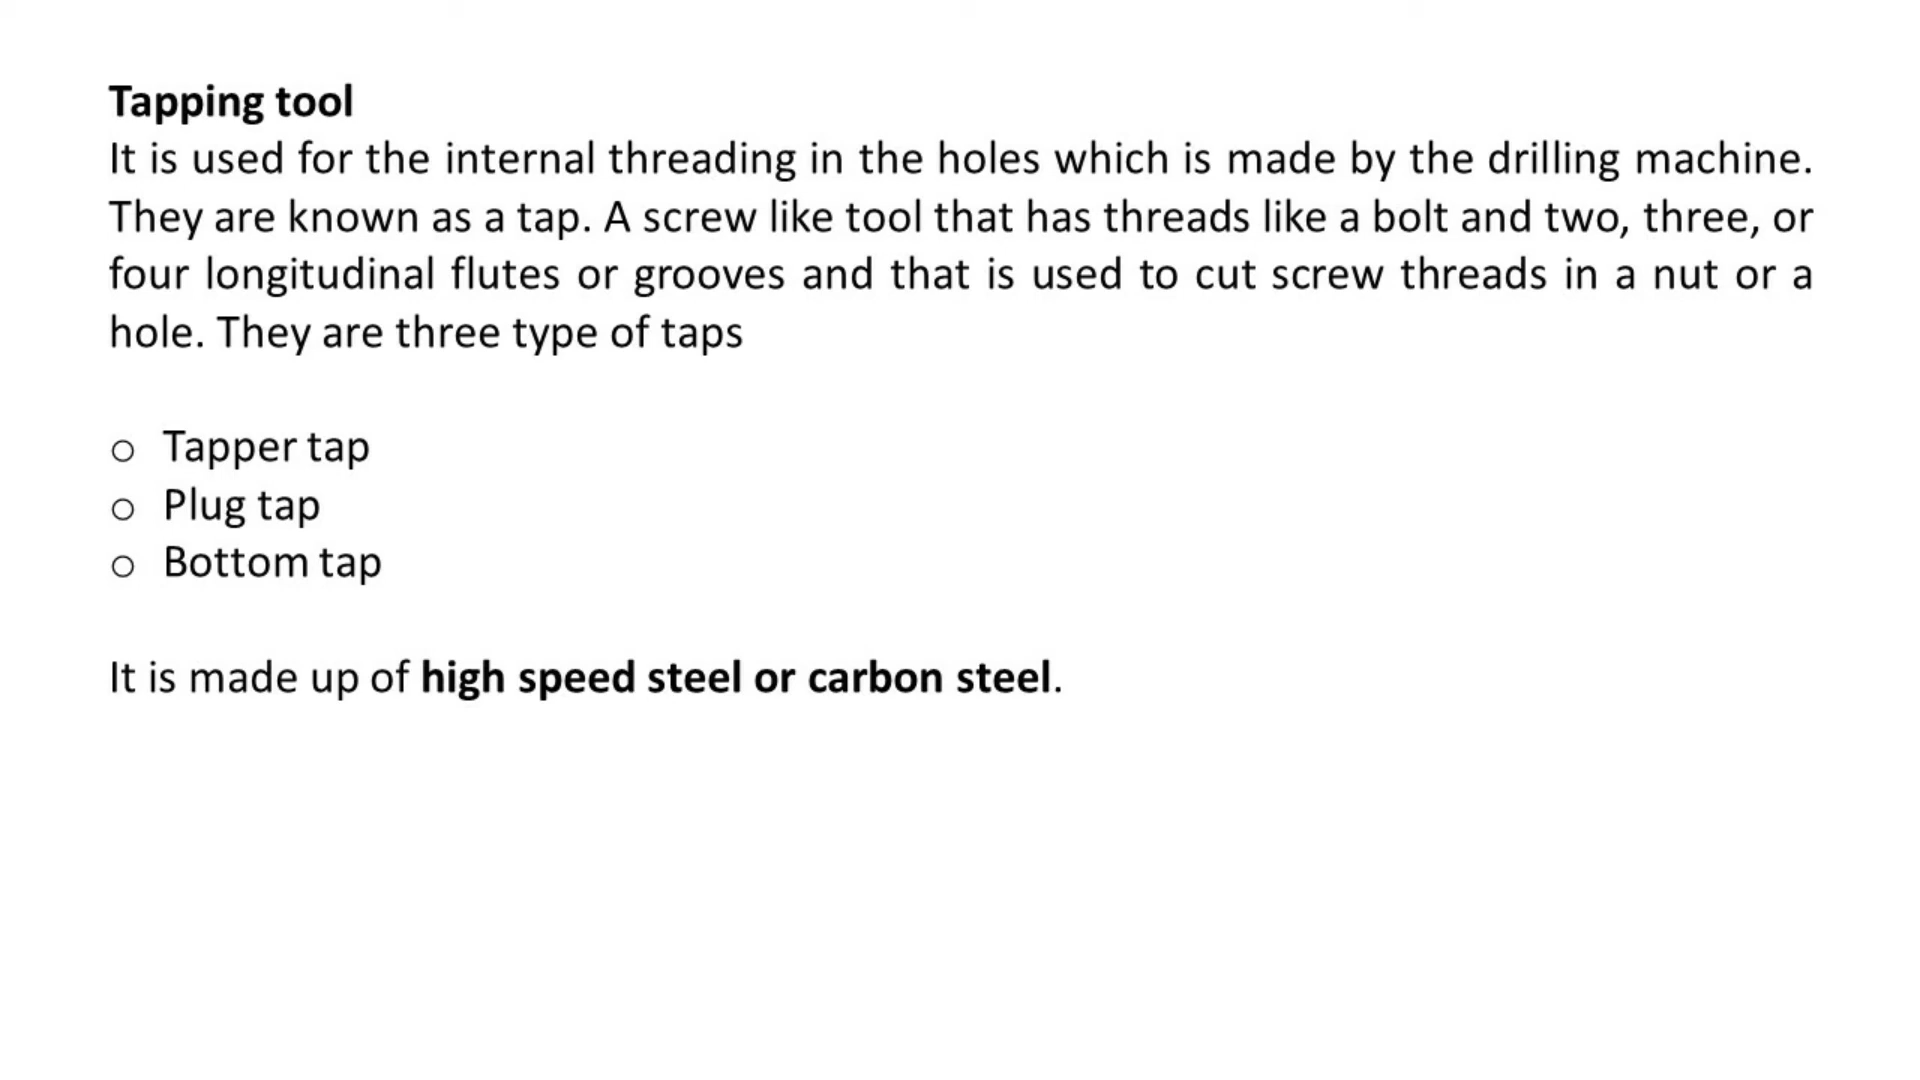 Tapping tool
It is used for the internal threading in the holes which is made by the drilling machine.
They are known as a tap. A screw like tool that has threads like a bolt and two, three, or
four longitudinal flutes or grooves and that is used to cut screw threads in a nut or a
hole. They are three type of taps
o Tapper tap
o Plug tap
o Bottom tap
It is made up of high speed steel or carbon steel.